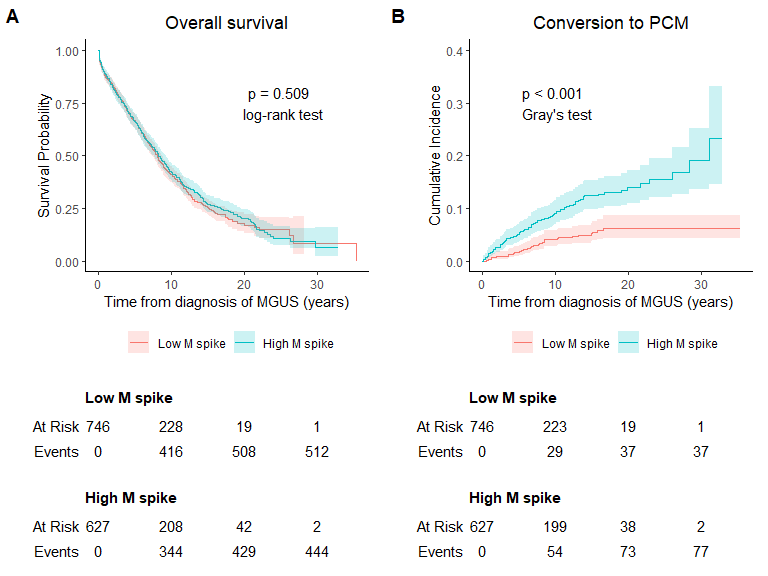 A
Overall survival
1.00
0.75
0.50
0.25
0.00
Survival Probability
p = 0.509
log-rank test
0 10 20 30
Time from diagnosis of MGUS (years)
Low M spike High M spike
Low M spike
At Risk 746 228 19 1
Events 0 416 508 512
High M spike
At Risk 627 208 42 2
Events 0 344 429 444
B
Conversion to PCM
0.4
0.3
0.2
0.1
0.0
Cumulative Incidence
p < 0.001
Gray's test
0 10 20 30
Time from diagnosis of MGUS (years)
Low M spike High M spike
Low M spike
At Risk 746 223 19 1
Events 0 29 37 37
High M spike
At Risk 627 199 38 2
Events 0 54 73 77